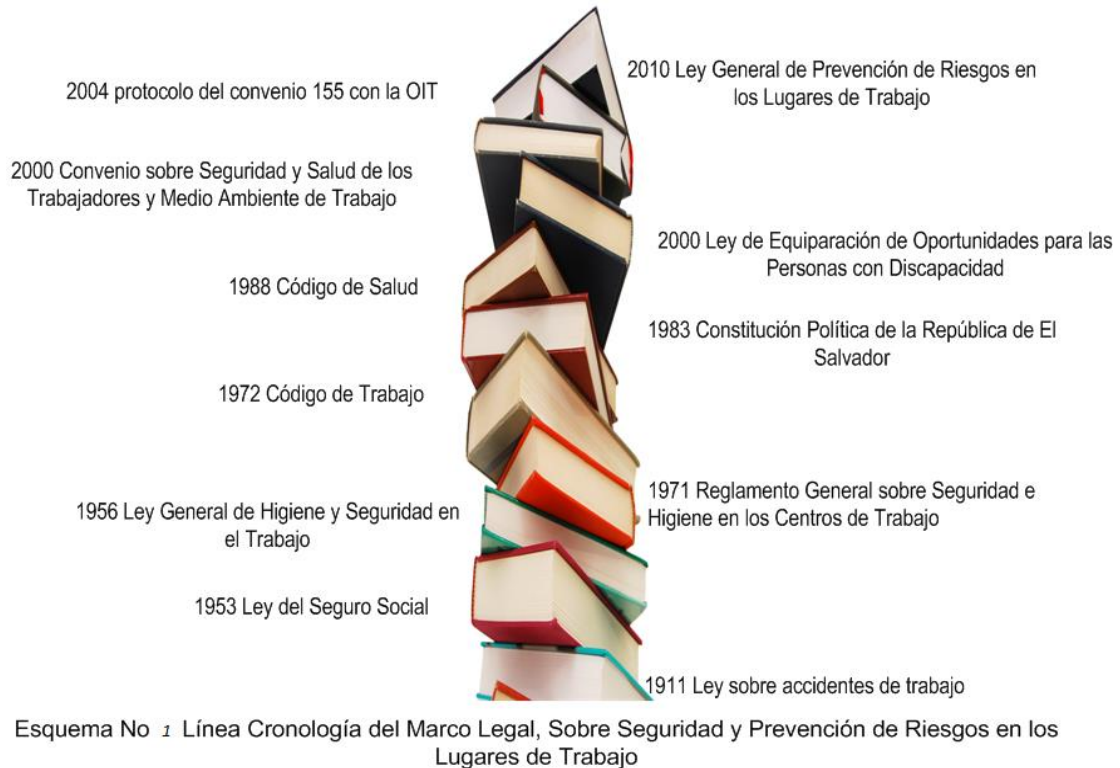 2010 Ley General de Prevención de Riesgos en
los Lugares de Trabajo
2004 protocolo del convenio 155 con la OIT
2000 Convenio sobre Seguridad y Salud de los
Trabajadores y Medio Ambiente de Trabajo
2000 Ley de Equiparación de Oportunidades para las
Personas con Discapacidad
1988 Código de Salud
1983 Constitución Política de la República de El
Salvador
1972 Código de Trabajo
1971 Reglamento General sobre Seguridad e
Higiene en los Centros de Trabajo
1956 Ley General de Higiene y Seguridad en
el Trabajo
1953 Ley del Seguro Social
1911 Ley sobre accidentes de trabajo
Esquema No 1 Línea Cronología del Marco Legal, Sobre Seguridad y Prevención de Riesgos en los
Lugares de Trabajo